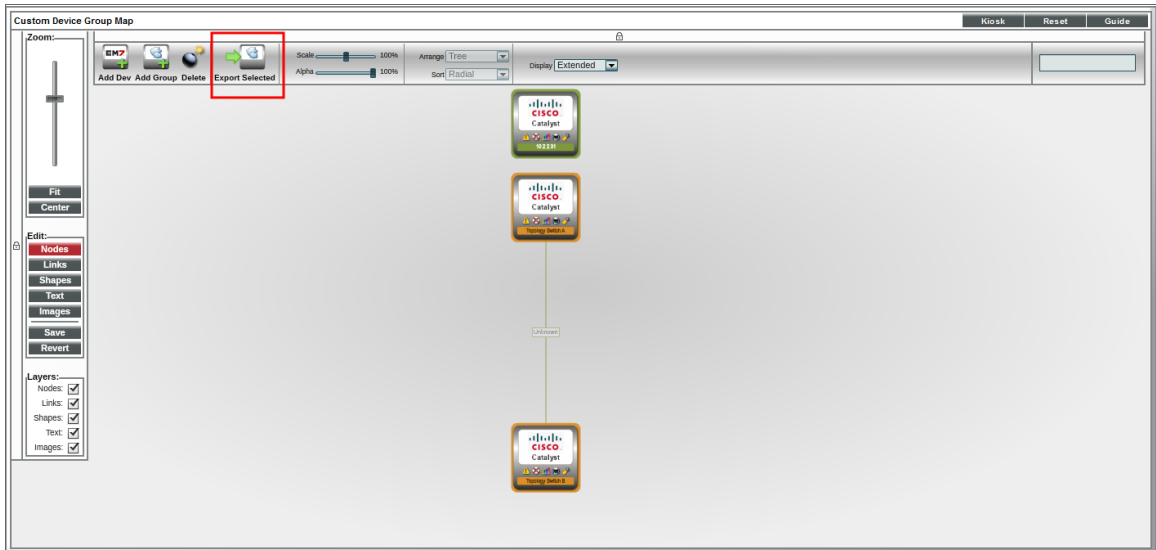 Custom Device Group Map
Kiosk
Reset
Guide
Zoom:
Fit
Center
Edit:
Nodes
Links
Shapes
Text
Images
Save
Revert
Layers:
Nodes:
Links:
Shapes:
Text:
Images:
EM7
Add Dev
Add Group
Delete
Export Selected
Scale
100%
Alpha
100%
Arrange
Tree
Sort
Radial
Display
Extended
CISCO
Catalyst
CISCO
Catalyst
Topology Switch A
Unknown
CISCO
Catalyst
Topology Switch B